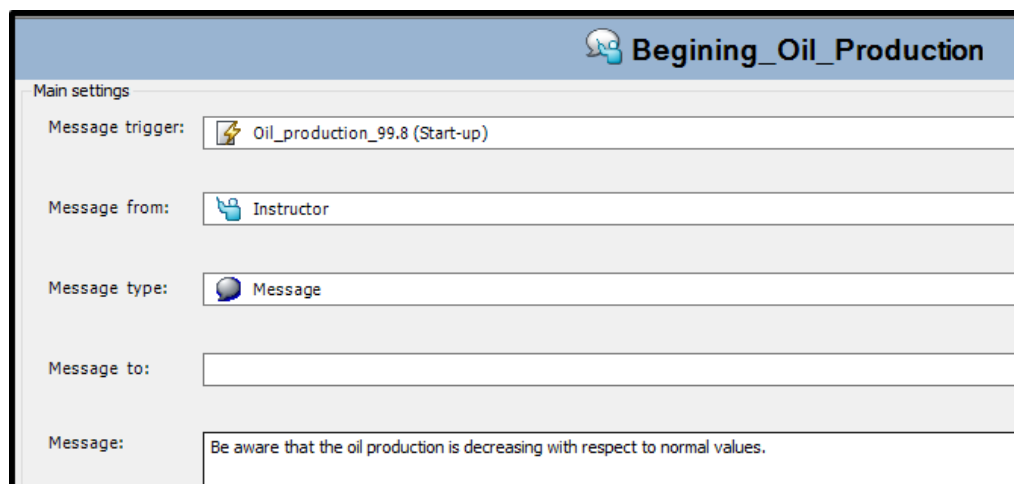 Begining_Oil_Production
Main settings
Message trigger: Oil_production_99.8 (Start-up)
Message from: Instructor
Message type: Message
Message to:
Message: Be aware that the oil production is decreasing with respect to normal values.